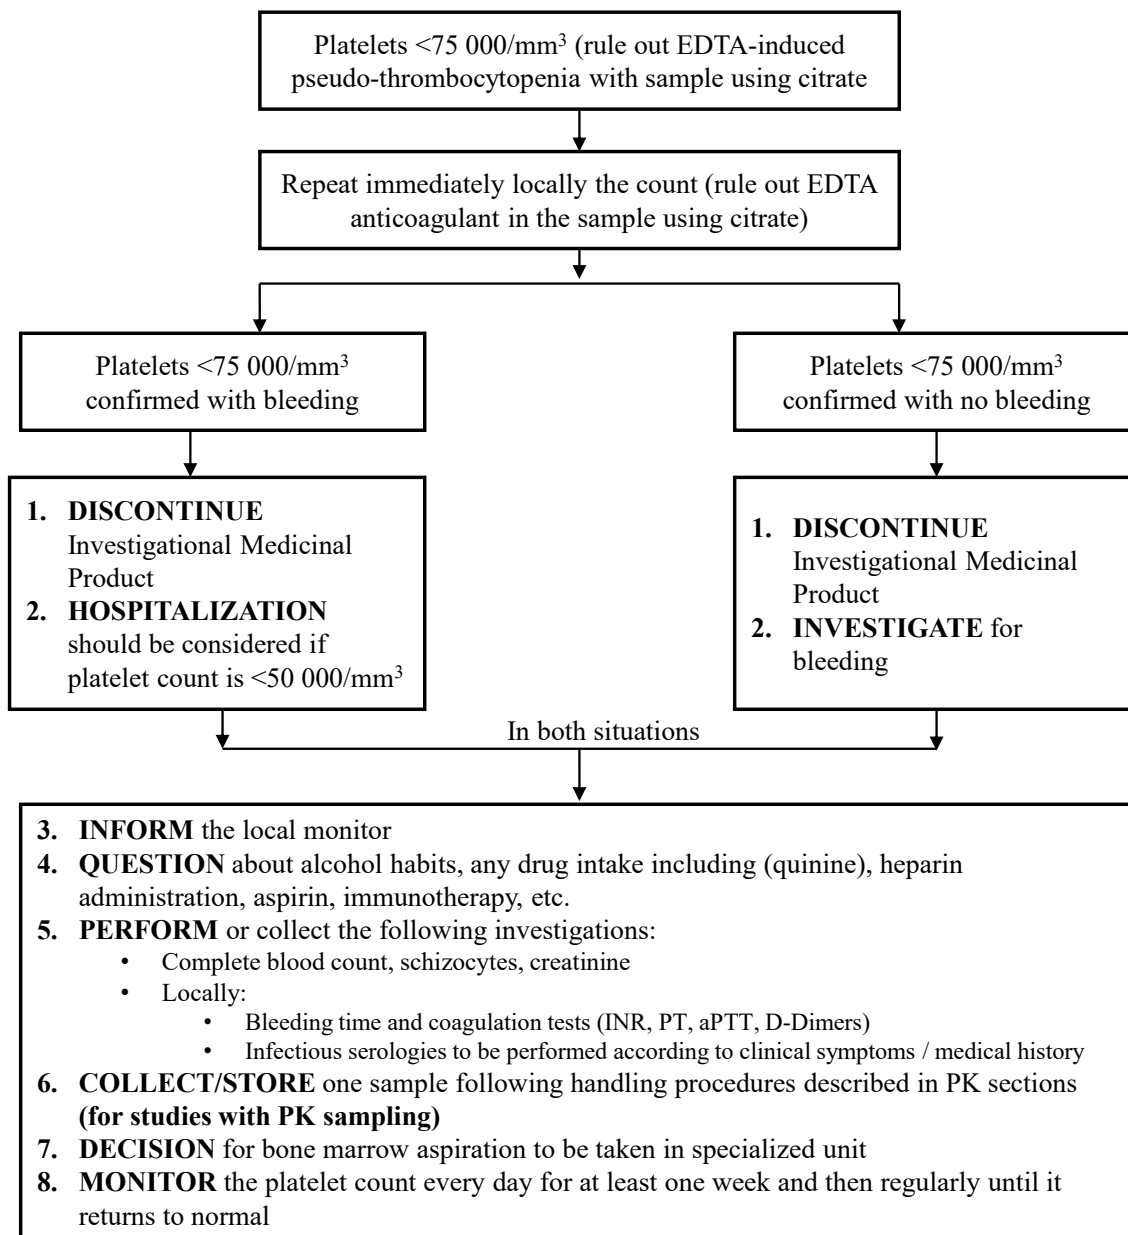 Platelets <75 000/mm³ (rule out EDTA-induced
pseudo-thrombocytopenia with sample using citrate
Repeat immediately locally the count (rule out EDTA
anticoagulant in the sample using citrate)
Platelets <75 000/mm³
confirmed with bleeding
Platelets <75 000/mm³
confirmed with no bleeding
1. DISCONTINUE
Investigational Medicinal
Product
2. HOSPITALIZATION
should be considered if
platelet count is <50 000/mm³
1. DISCONTINUE
Investigational Medicinal
Product
2. INVESTIGATE for
bleeding
In both situations
3. INFORM the local monitor
4. QUESTION about alcohol habits, any drug intake including (quinine), heparin
administration, aspirin, immunotherapy, etc.
5. PERFORM or collect the following investigations:
• Complete blood count, schizocytes, creatinine
• Locally:
• Bleeding time and coagulation tests (INR, PT, aPTT, D-Dimers)
• Infectious serologies to be performed according to clinical symptoms / medical history
6. COLLECT/STORE one sample following handling procedures described in PK sections
(for studies with PK sampling)
7. DECISION for bone marrow aspiration to be taken in specialized unit
8. MONITOR the platelet count every day for at least one week and then regularly until it
returns to normal